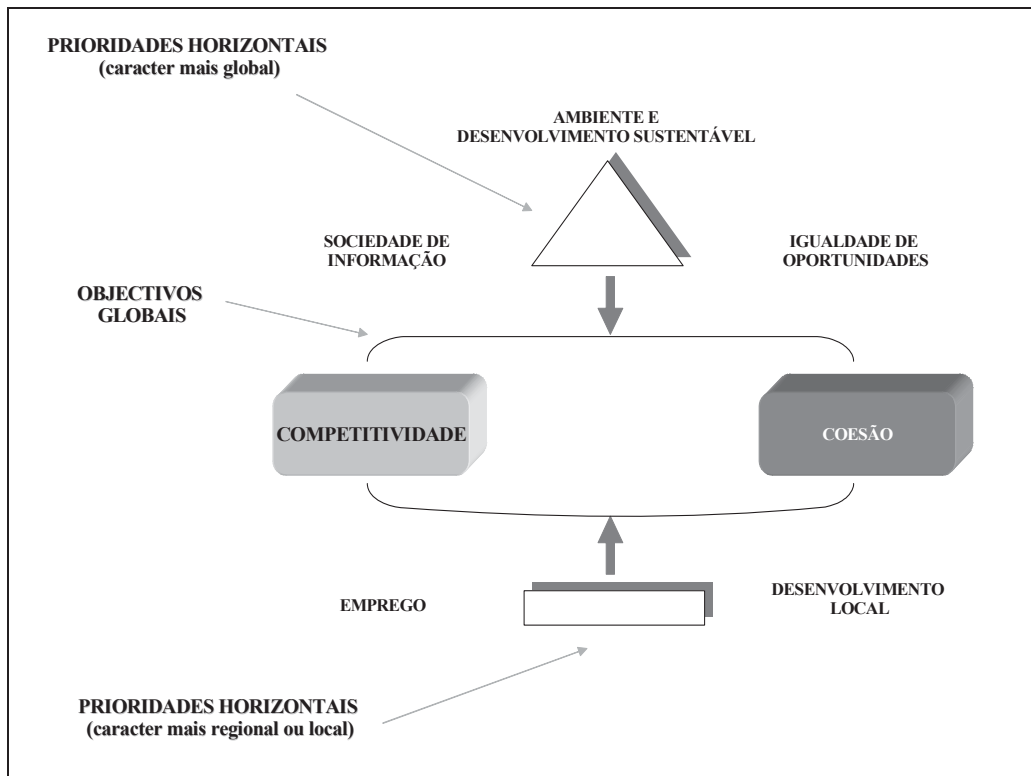 PRIORIDADES HORIZONTAIS
(caracter mais global)
AMBIENTE E
DESENVOLVIMENTO SUSTENTÁVEL
SOCIEDADE DE
INFORMAÇÃO
IGUALDADE DE
OPORTUNIDADES
OBJECTIVOS
GLOBAIS
COMPETITIVIDADE
COESÃO
EMPREGO
DESENVOLVIMENTO
LOCAL
PRIORIDADES HORIZONTAIS
(caracter mais regional ou local)